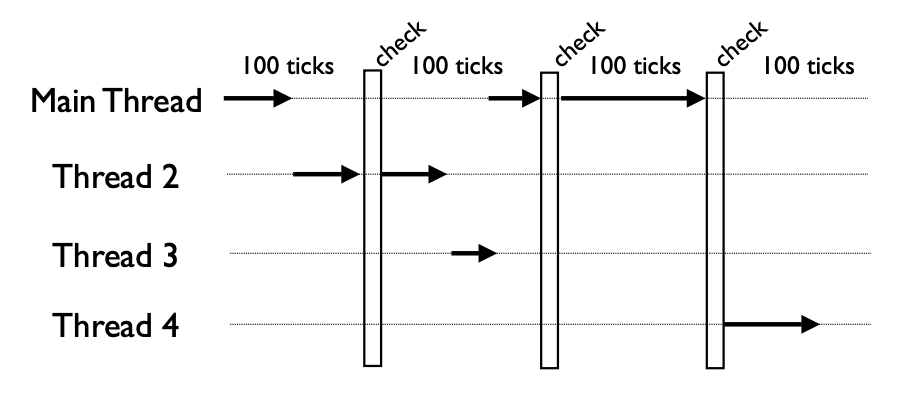 check check check
100 ticks 100 ticks 100 ticks 100 ticks
Main Thread
Thread 2
Thread 3
Thread 4